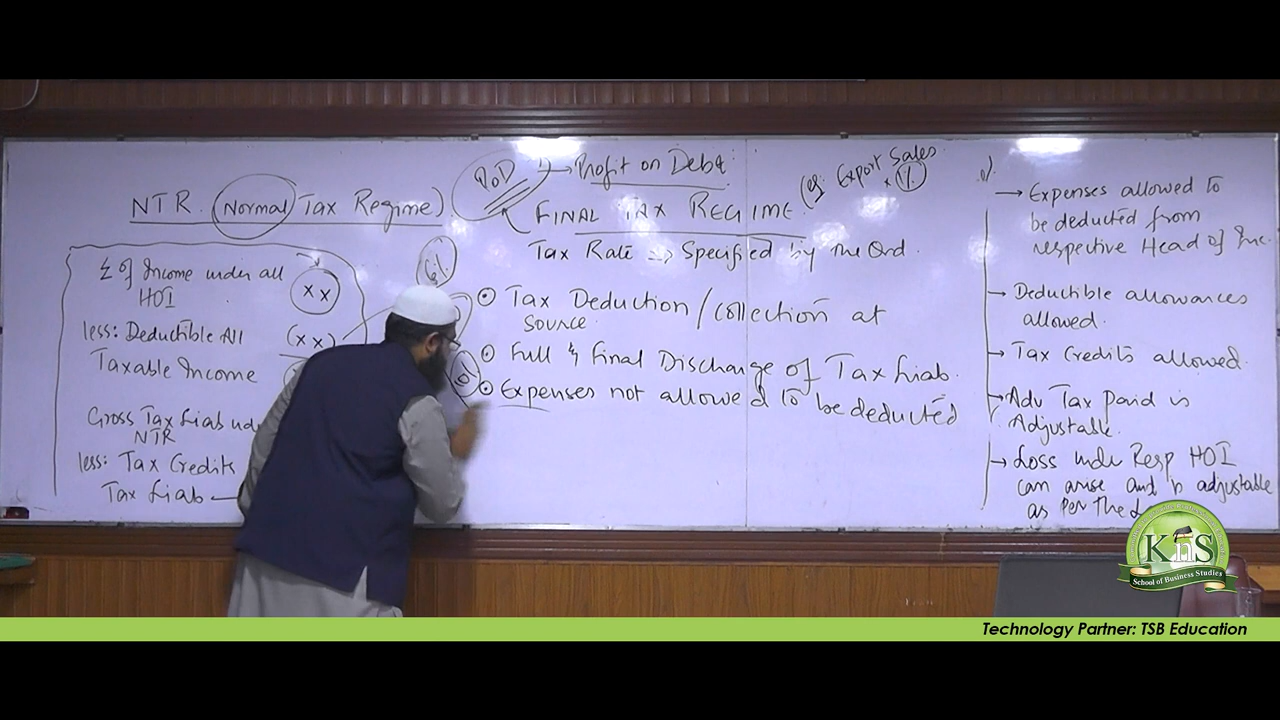 NTR (Normal Tax Regime)
Σ of Income under all
HOI
x x
less: Deductible All
(x x)
Taxable Income
Gross Tax Liab und
NTR
less: Tax Credits
Tax Liab
PoD
1) → Profit on Debt
(eg: Export Sales
x 1%
FINAL TAX REGIME
Tax Rate → Specified by the Ord.
Tax Deduction/collection at
source
Full & Final Discharge of Tax Liab.
Expenses not allowed to be deducted
→ Expenses allowed to
be deducted from
respective Head of Inc.
→ Deductible allowances
allowed.
→ Tax Credits allowed.
→ Adv Tax paid is
Adjustable.
→ Loss under Resp HOI
can arise and is adjustable
as per the
KnS
School of Business Studies
Technology Partner: TSB Education